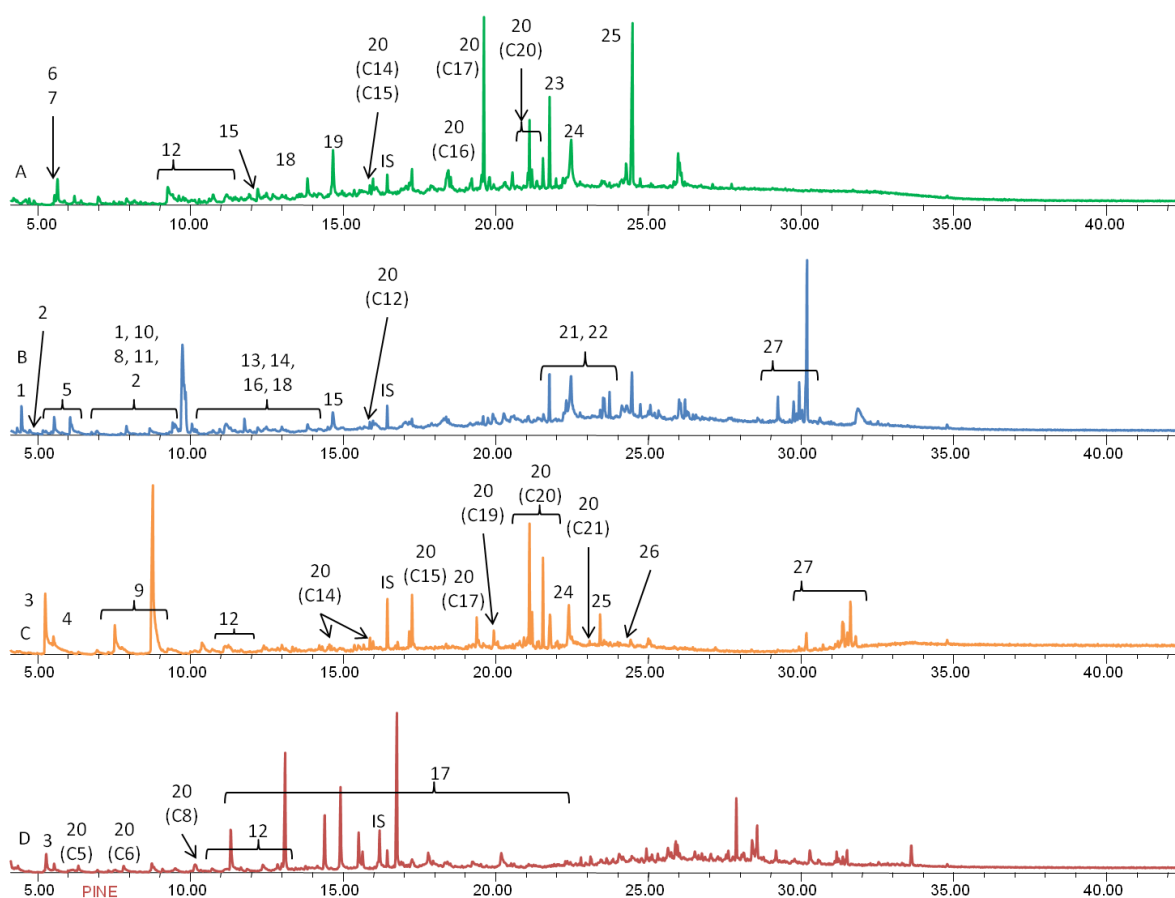 20
(C14)
(C15)
20
(C17)
20
(C20)
25
6
7
23
15
24
12
19
20
(C16)
18
IS
A
5.00 10.00 15.00 20.00 25.00 30.00 35.00 40.00
20
(C12)
2
1, 10,
8, 11,
2
21, 22
27
B
13, 14,
16, 18
1
5
15
IS
5.00 10.00 15.00 20.00 25.00 30.00 35.00 40.00
20
(C20)
20
(C19)
20
(C21)
26
27
20
(C14)
IS
20
(C15)
20
(C17)
24
25
3
4
9
12
C
5.00 10.00 15.00 20.00 25.00 30.00 35.00 40.00
17
20
(C8)
IS
12
D
3
20
(C5)
20
(C6)
5.00 10.00 15.00 20.00 25.00 30.00 35.00 40.00
PINE